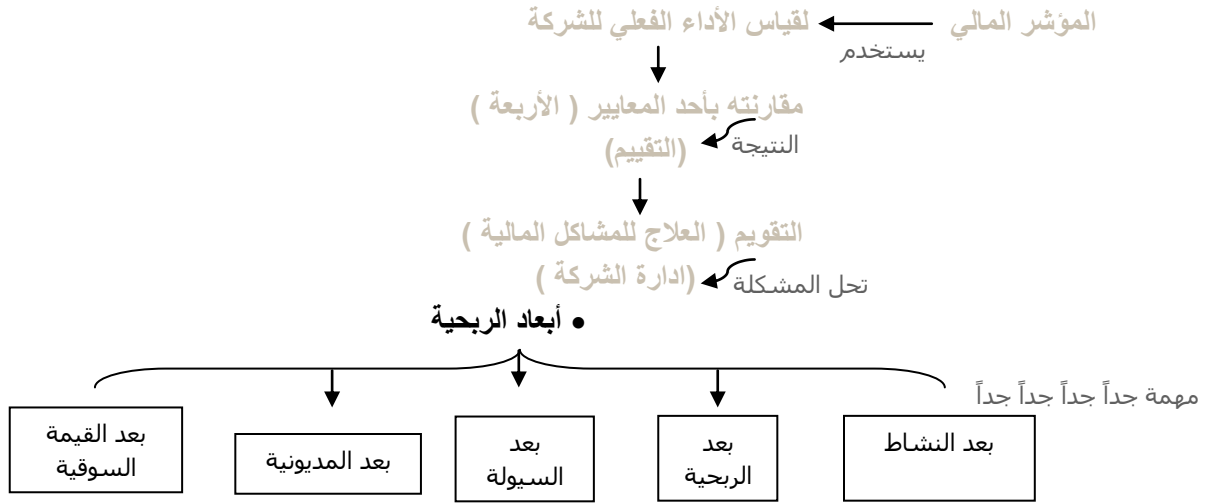 المؤشر المالي
يستخدم
لقياس الأداء الفعلي للشركة
مقارنته بأحد المعايير ( الأربعة )
النتيجة
(التقييم)
التقويم ( العلاج للمشاكل المالية )
تحل المشكلة
(ادارة الشركة )
• أبعاد الربحية
مهمة جداً جداً جداً جداً
بعد النشاط
بعد
الربحية
بعد
السيولة
بعد المديونية
بعد القيمة
السوقية